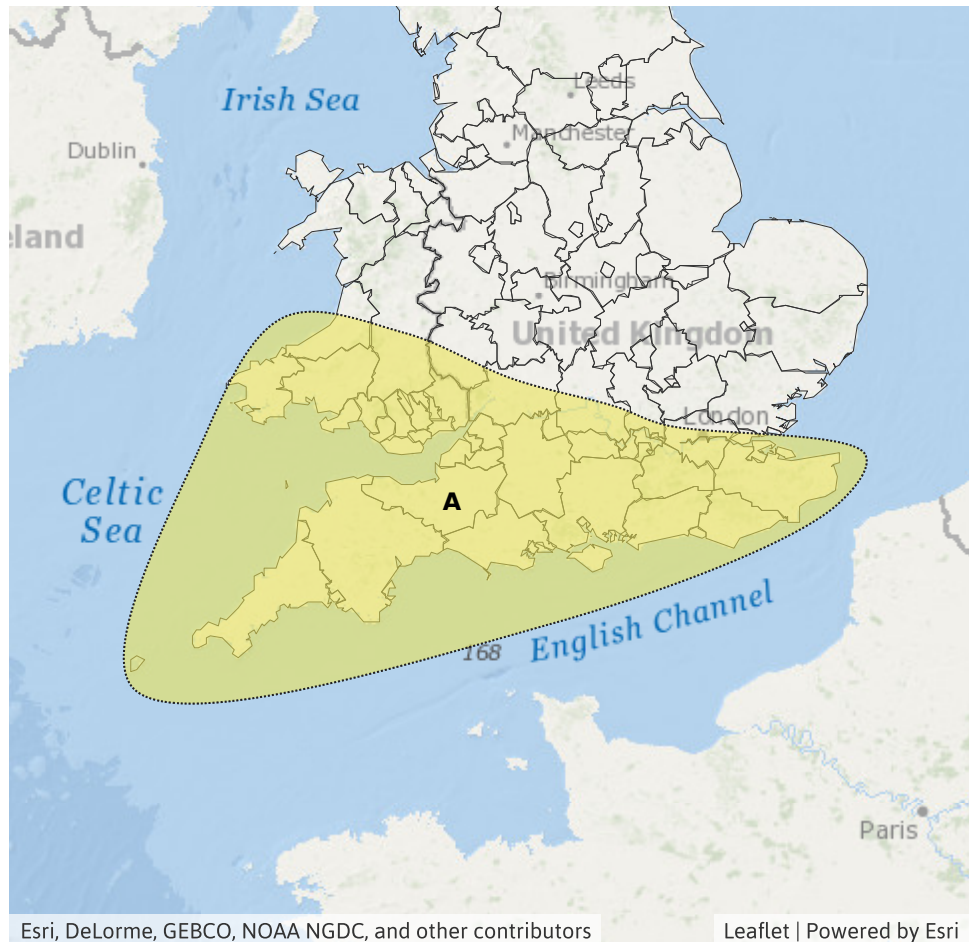 Irish Sea
Leeds
Manchester
Dublin
eland
Birmingham
United Kingdom
London
Celtic
Sea
A
English Channel
168
Paris
Esri, DeLorme, GEBCO, NOAA NGDC, and other contributors
Leaflet | Powered by Esri